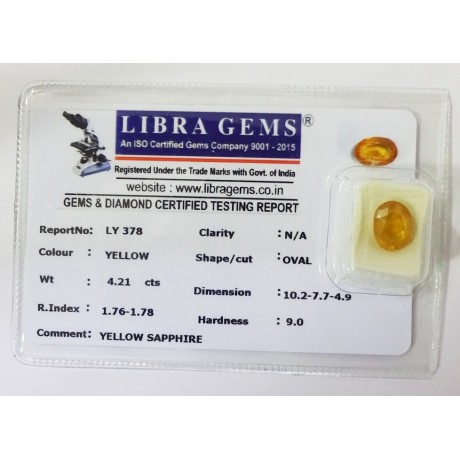 LIBRA GEMS ®
An ISO Certified Gems Company 9001 - 2015
Registered Under the Trade Marks with Govt. of India
website : www.libragems.co.in
GEMS & DIAMOND CERTIFIED TESTING REPORT
ReportNo: LY 378 Clarity : N/A
Colour : YELLOW Shape/cut : OVAL
Wt : 4.21 cts Dimension :10.2-7.7-4.9
R.Index : 1.76-1.78 Hardness : 9.0
Comment: YELLOW SAPPHIRE